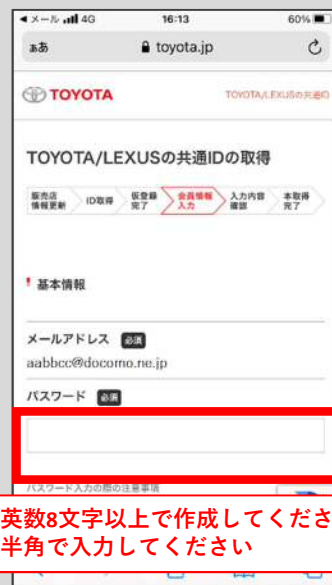 メール 4G 16:13 60%
ああ toyota.jp
TOYOTA TOYOTA/LEXUSの共通ID
TOYOTA/LEXUSの共通IDの取得
販売店
情報更新
ID取得
仮登録
完了
会員情報
入力
入力内容
確認
本取得
完了
! 基本情報
メールアドレス 必須
aabbcc@docomo.ne.jp
パスワード 必須
パスワード入力の際の注意事項
英数8文字以上で作成してくださ
半角で入力してください